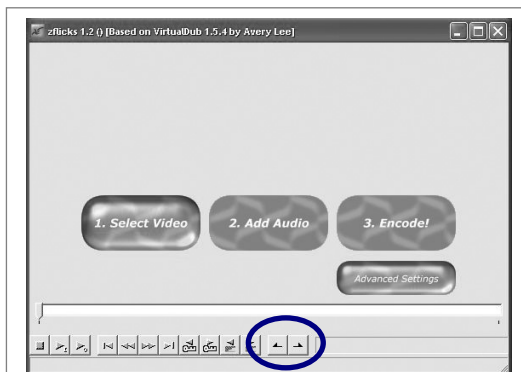 zflicks 1.2 () [Based on VirtualDub 1.5.4 by Avery Lee]
1. Select Video
2. Add Audio
3. Encode!
Advanced Settings